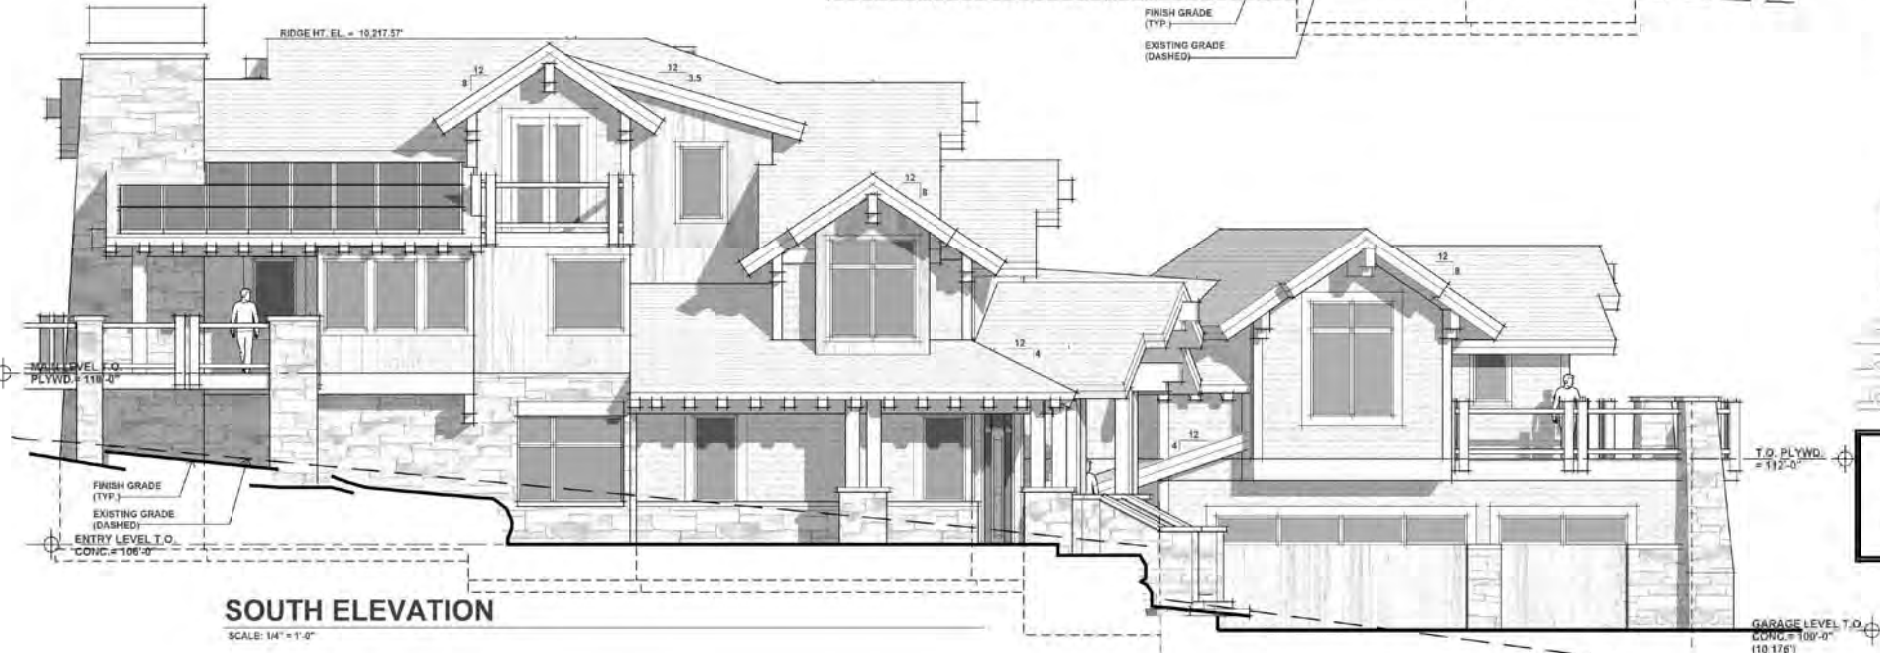 FINISH GRADE
(TYP.)
EXISTING GRADE
(DASHED)
RIDGE HT. EL. = 10,217.57'
12
8
12
3.5
12
8
12
8
12
4
12
4
MAIN LEVEL T.O.
PLYWD.= 118'-0"
T.O. PLYWD.
= 112'-0"
FINISH GRADE
(TYP.)
EXISTING GRADE
(DASHED)
ENTRY LEVEL T.O.
CONC.= 106'-0"
SOUTH ELEVATION
SCALE: 1/4" = 1'-0"
GARAGE LEVEL T.O.
CONC.= 100'-0"
(10,176')